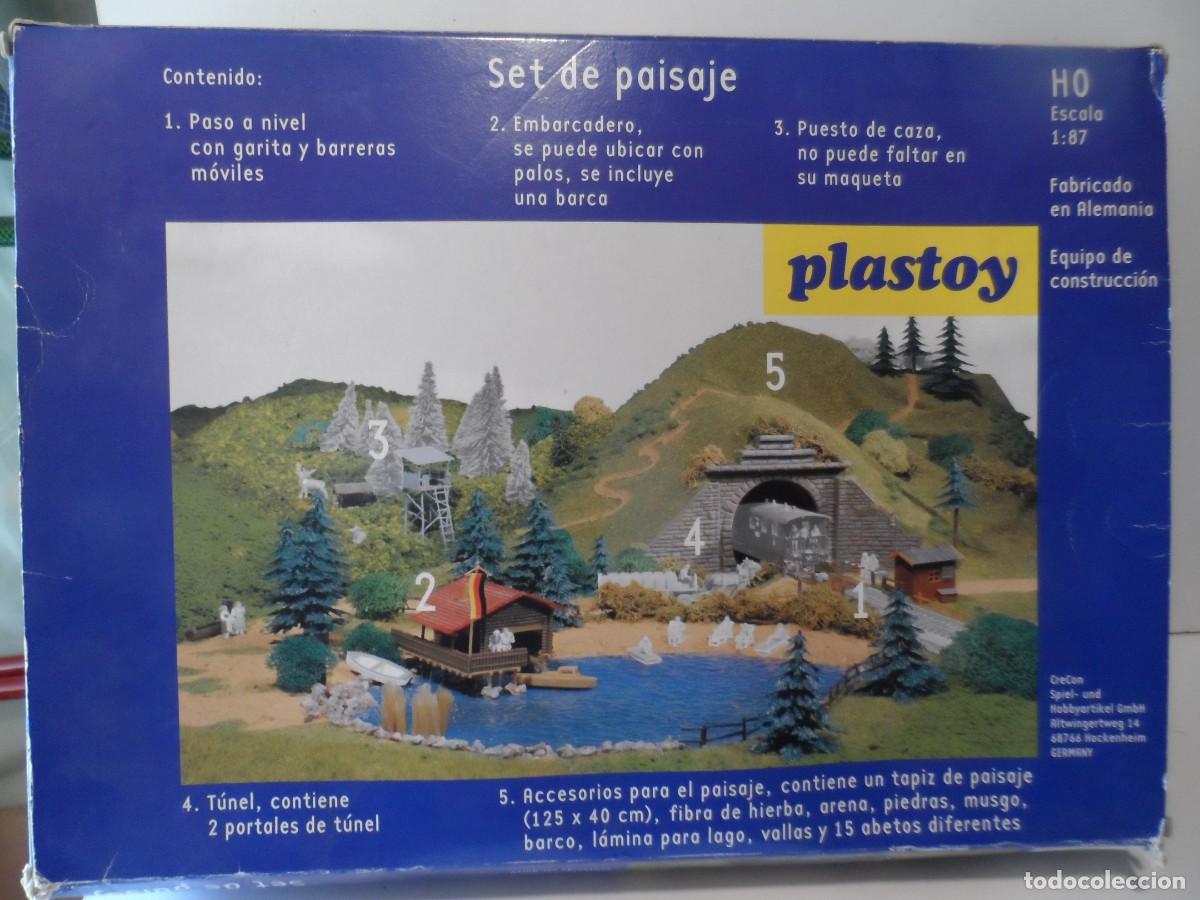 Contenido:
Set de paisaje
HO
Escala
1:87
1. Paso a nivel
con garita y barreras
móviles
2. Embarcadero,
se puede ubicar con
palos, se incluye
una barca
3. Puesto de caza,
no puede faltar en
su maqueta
Fabricado
en Alemania
Equipo de
construcción
plastoy
5
3
4
2
1
CreCon
Spiel- und
Hobbyartikel GmbH
Altwingertweg 14
68766 Hockenheim
GERMANY
4. Túnel, contiene
2 portales de túnel
5. Accesorios para el paisaje, contiene un tapiz de paisaje
(125 x 40 cm), fibra de hierba, arena, piedras, musgo,
barco, lámina para lago, vallas y 15 abetos diferentes
todocoleccion